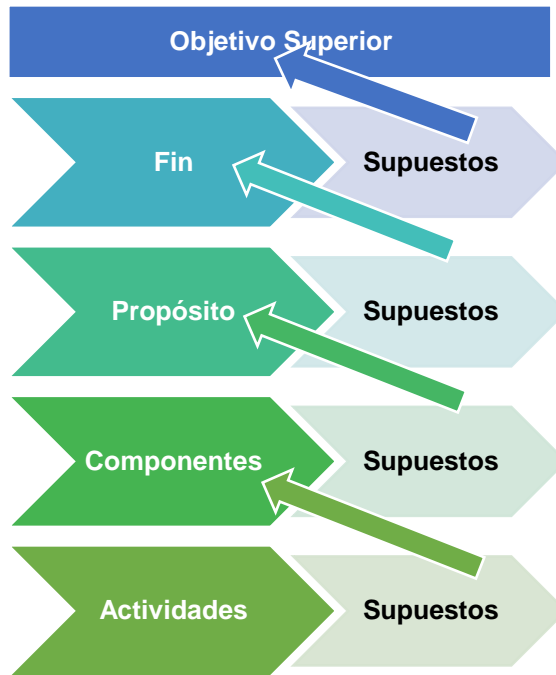 Objetivo Superior
Fin
Supuestos
Propósito
Supuestos
Componentes
Supuestos
Actividades
Supuestos